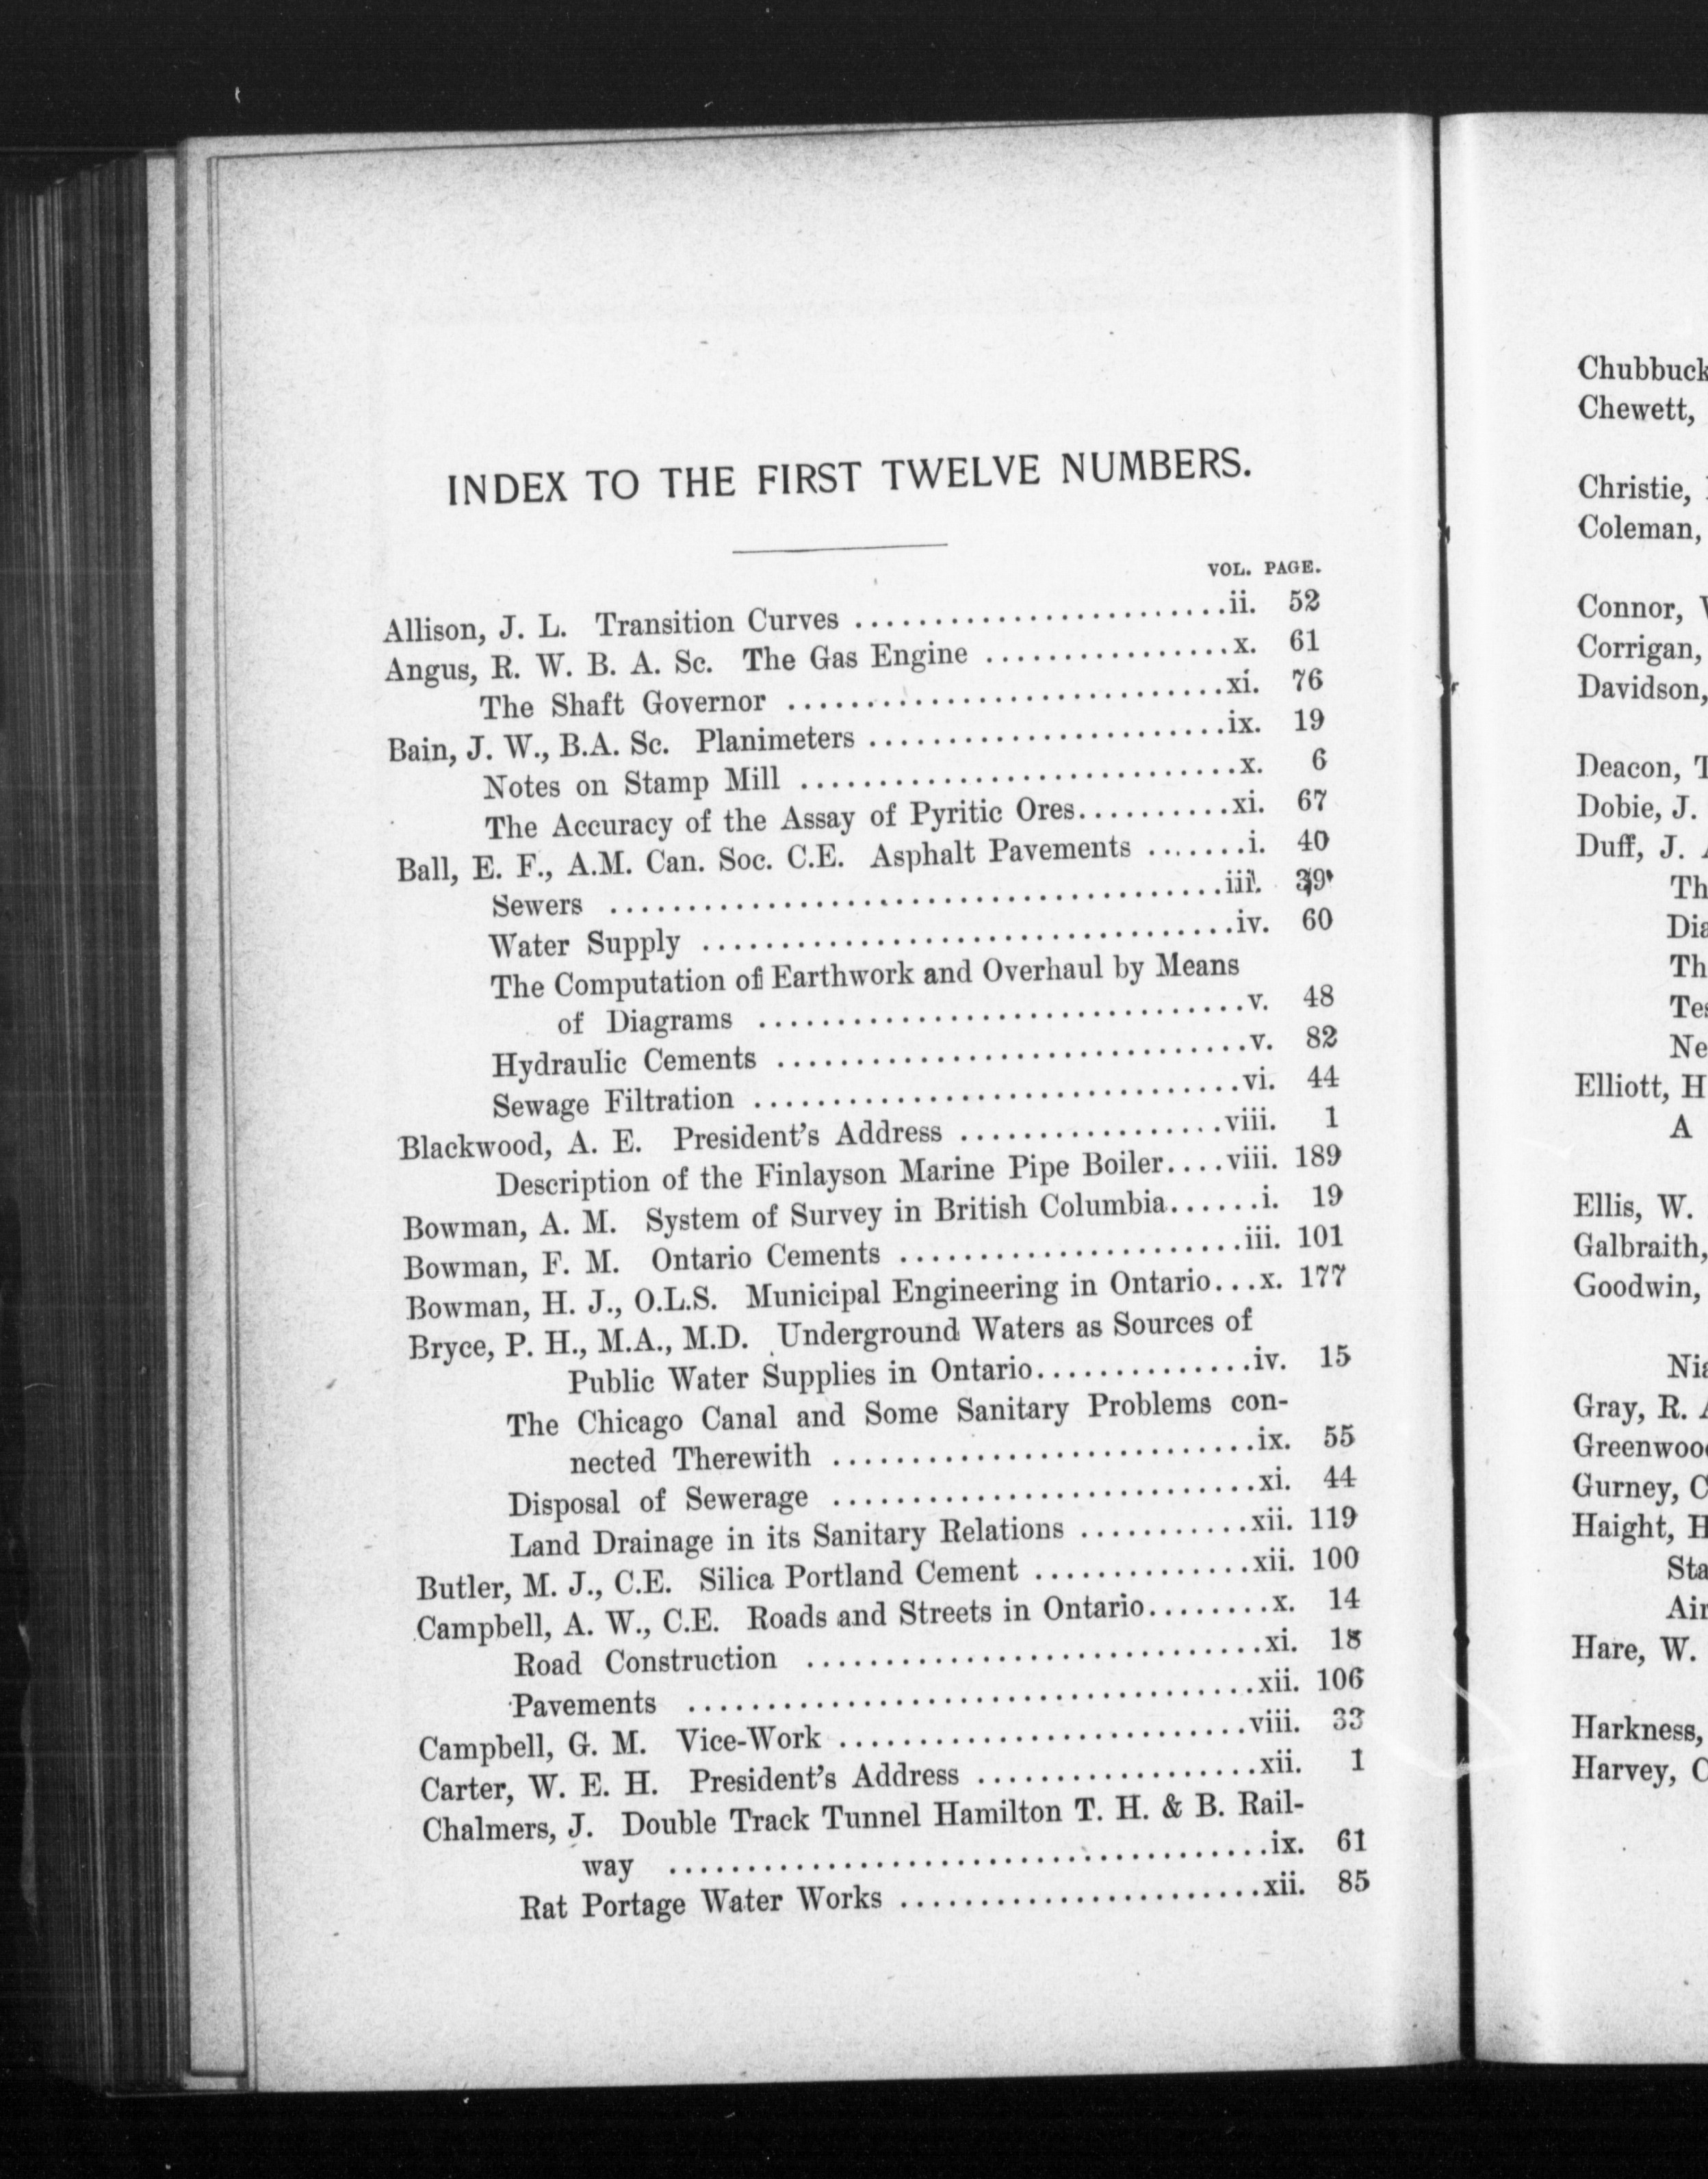 INDEX TO THE FIRST TWELVE NUMBERS.
VOL. PAGE.
Allison, J. L. Transition Curves ........................ii. 52
Angus, R. W. B. A. Sc. The Gas Engine ................x. 61
The Shaft Governor ............................xi. 76
Bain, J. W., B.A. Sc. Planimeters .......................ix. 19
Notes on Stamp Mill ............................x. 6
The Accuracy of the Assay of Pyritic Ores..........xi. 67
Ball, E. F., A.M. Can. Soc. C.E. Asphalt Pavements .......i. 40
Sewers .......................................iii. 39
Water Supply ..................................iv. 60
The Computation of Earthwork and Overhaul by Means
of Diagrams ...............................v. 48
Hydraulic Cements ..............................v. 82
Sewage Filtration ...............................vi. 44
Blackwood, A. E. President's Address .................viii. 1
Description of the Finlayson Marine Pipe Boiler....viii. 189
Bowman, A. M. System of Survey in British Columbia......i. 19
Bowman, F. M. Ontario Cements ......................iii. 101
Bowman, H. J., O.L.S. Municipal Engineering in Ontario...x. 177
Bryce, P. H., M.A., M.D. Underground Waters as Sources of
Public Water Supplies in Ontario..............iv. 15
The Chicago Canal and Some Sanitary Problems con-
nected Therewith ...........................ix. 55
Disposal of Sewerage ...........................xi. 44
Land Drainage in its Sanitary Relations ...........xii. 119
Butler, M. J., C.E. Silica Portland Cement ..............xii. 100
Campbell, A. W., C.E. Roads and Streets in Ontario........x. 14
Road Construction .............................xi. 18
Pavements ....................................xii. 106
Campbell, G. M. Vice-Work ..........................viii. 33
Carter, W. E. H. President's Address ..................xii. 1
Chalmers, J. Double Track Tunnel Hamilton T. H. & B. Rail-
way ......................................ix. 61
Rat Portage Water Works .......................xii. 85
Chubbuck
Chewett,
Christie,
Coleman,
Connor,
Corrigan,
Davidson,
Deacon,
Dobie, J.
Duff, J.
Th
Dia
Th
Tes
Ne
Elliott, H
A
Ellis, W.
Galbraith,
Goodwin,
Nia
Gray, R.
Greenwood
Gurney, C
Haight, H
Sta
Air
Hare, W.
Harkness,
Harvey, C